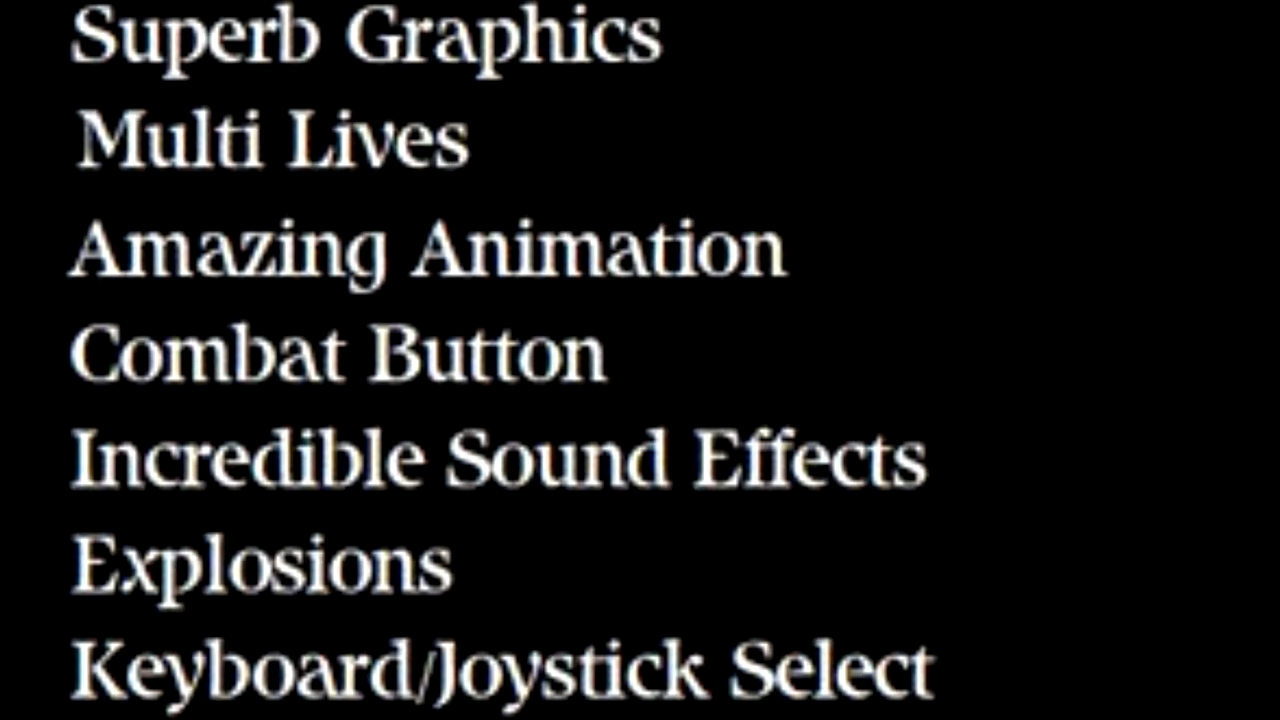 Superb Graphics
Multi Lives
Amazing Animation
Combat Button
Incredible Sound Effects
Explosions
Keyboard/Joystick Select